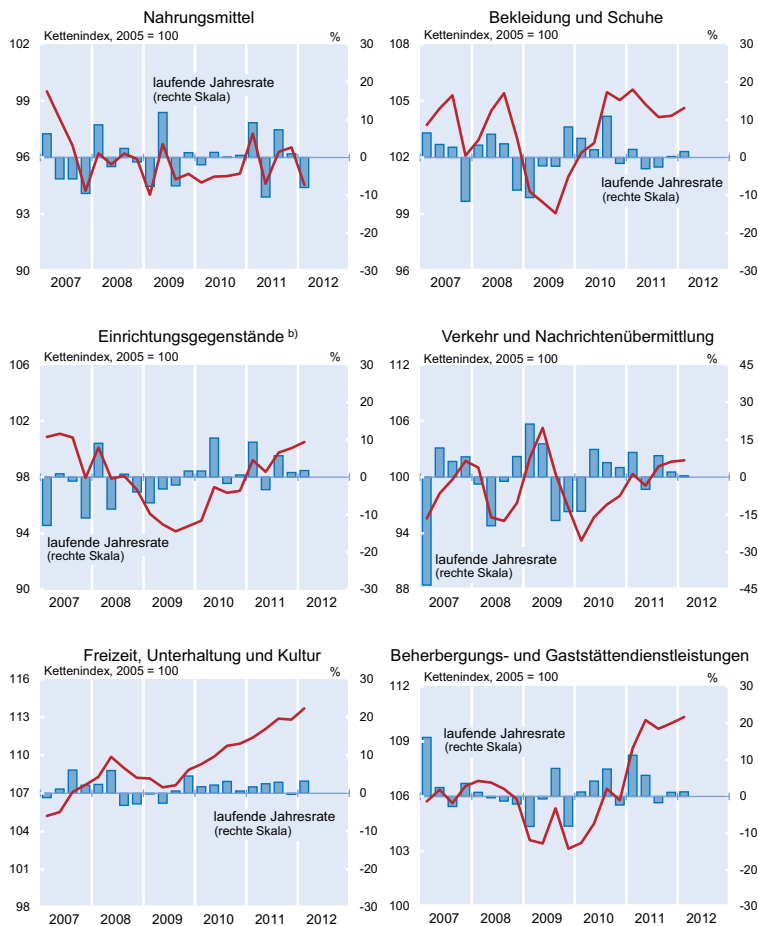 Nahrungsmittel
Kettenindex, 2005 = 100 %
102 30
20
99 laufende Jahresrate 10
(rechte Skala)
96 0
-10
93
-20
90 -30
2007 2008 2009 2010 2011 2012
Bekleidung und Schuhe
Kettenindex, 2005 = 100 %
108 30
20
105 10
102 0
laufende Jahresrate
(rechte Skala) -10
99
-20
96 -30
2007 2008 2009 2010 2011 2012
Einrichtungsgegenstände b)
Kettenindex, 2005 = 100 %
106 30
20
102
10
98 0
-10
94 laufende Jahresrate
(rechte Skala) -20
90 -30
2007 2008 2009 2010 2011 2012
Verkehr und Nachrichtenübermittlung
Kettenindex, 2005 = 100 %
112 45
30
106
15
100 0
-15
94
laufende Jahresrate -30
(rechte Skala)
88 -45
2007 2008 2009 2010 2011 2012
Freizeit, Unterhaltung und Kultur
Kettenindex, 2005 = 100 %
116 30
113 20
110 10
107 0
laufende Jahresrate
104 (rechte Skala) -10
101 -20
98 -30
2007 2008 2009 2010 2011 2012
Beherbergungs- und Gaststättendienstleistungen
Kettenindex, 2005 = 100 %
112 30
laufende Jahresrate 20
109 (rechte Skala)
10
106 0
-10
103
-20
100 -30
2007 2008 2009 2010 2011 2012